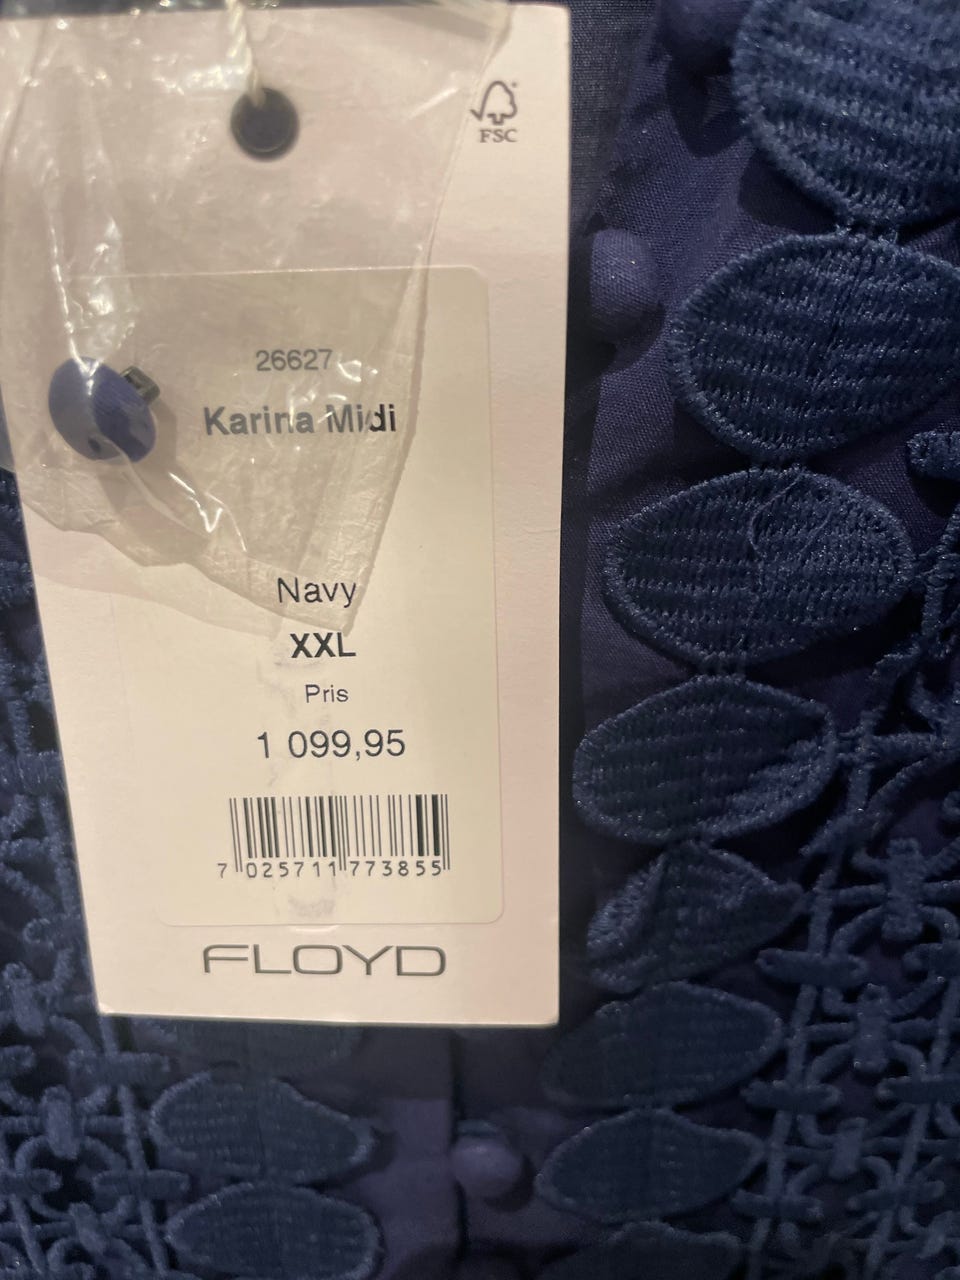 FSC
26627
Karina Midi
Navy
XXL
Pris
1 099,95
7 025711 773855
FLOYD